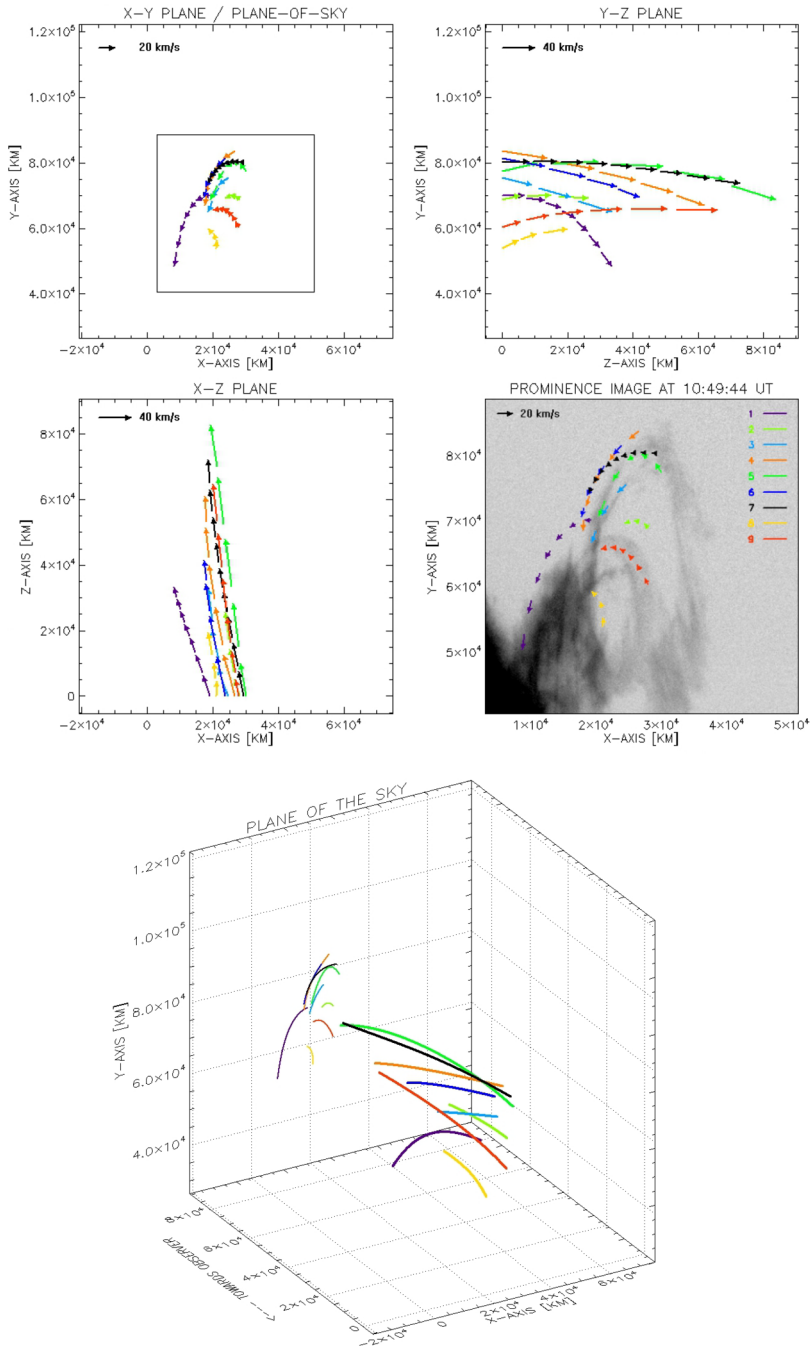 X-Y PLANE / PLANE-OF-SKY
20 km/s
1.2×10⁵
1.0×10⁵
8.0×10⁴
6.0×10⁴
4.0×10⁴
Y-AXIS [KM]
-2×10⁴ 0 2×10⁴ 4×10⁴ 6×10⁴
X-AXIS [KM]
Y-Z PLANE
40 km/s
1.2×10⁵
1.0×10⁵
8.0×10⁴
6.0×10⁴
4.0×10⁴
Y-AXIS [KM]
0 2×10⁴ 4×10⁴ 6×10⁴ 8×10⁴
Z-AXIS [KM]
X-Z PLANE
40 km/s
8×10⁴
6×10⁴
4×10⁴
2×10⁴
0
Z-AXIS [KM]
-2×10⁴ 0 2×10⁴ 4×10⁴ 6×10⁴
X-AXIS [KM]
PROMINENCE IMAGE AT 10:49:44 UT
20 km/s
1
2
3
4
5
6
7
8
9
8×10⁴
7×10⁴
6×10⁴
5×10⁴
Y-AXIS [KM]
1×10⁴ 2×10⁴ 3×10⁴ 4×10⁴ 5×10⁴
X-AXIS [KM]
PLANE OF THE SKY
1.2×10⁵
1.0×10⁵
8.0×10⁴
6.0×10⁴
4.0×10⁴
Y-AXIS [KM]
8×10⁴
6×10⁴
4×10⁴
2×10⁴
0
<---- TOWARDS OBSERVER
-2×10⁴
0
2×10⁴
4×10⁴
6×10⁴
X-AXIS [KM]